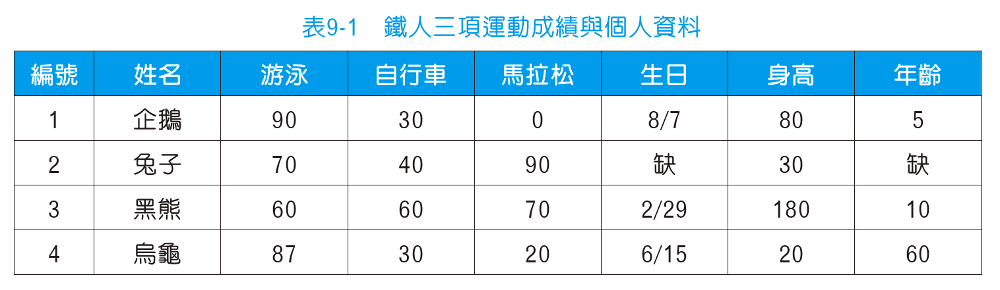 表9-1 鐵人三項運動成績與個人資料
編號 姓名 游泳 自行車 馬拉松 生日 身高 年齡
1 企鵝 90 30 0 8/7 80 5
2 兔子 70 40 90 缺 30 缺
3 黑熊 60 60 70 2/29 180 10
4 烏龜 87 30 20 6/15 20 60